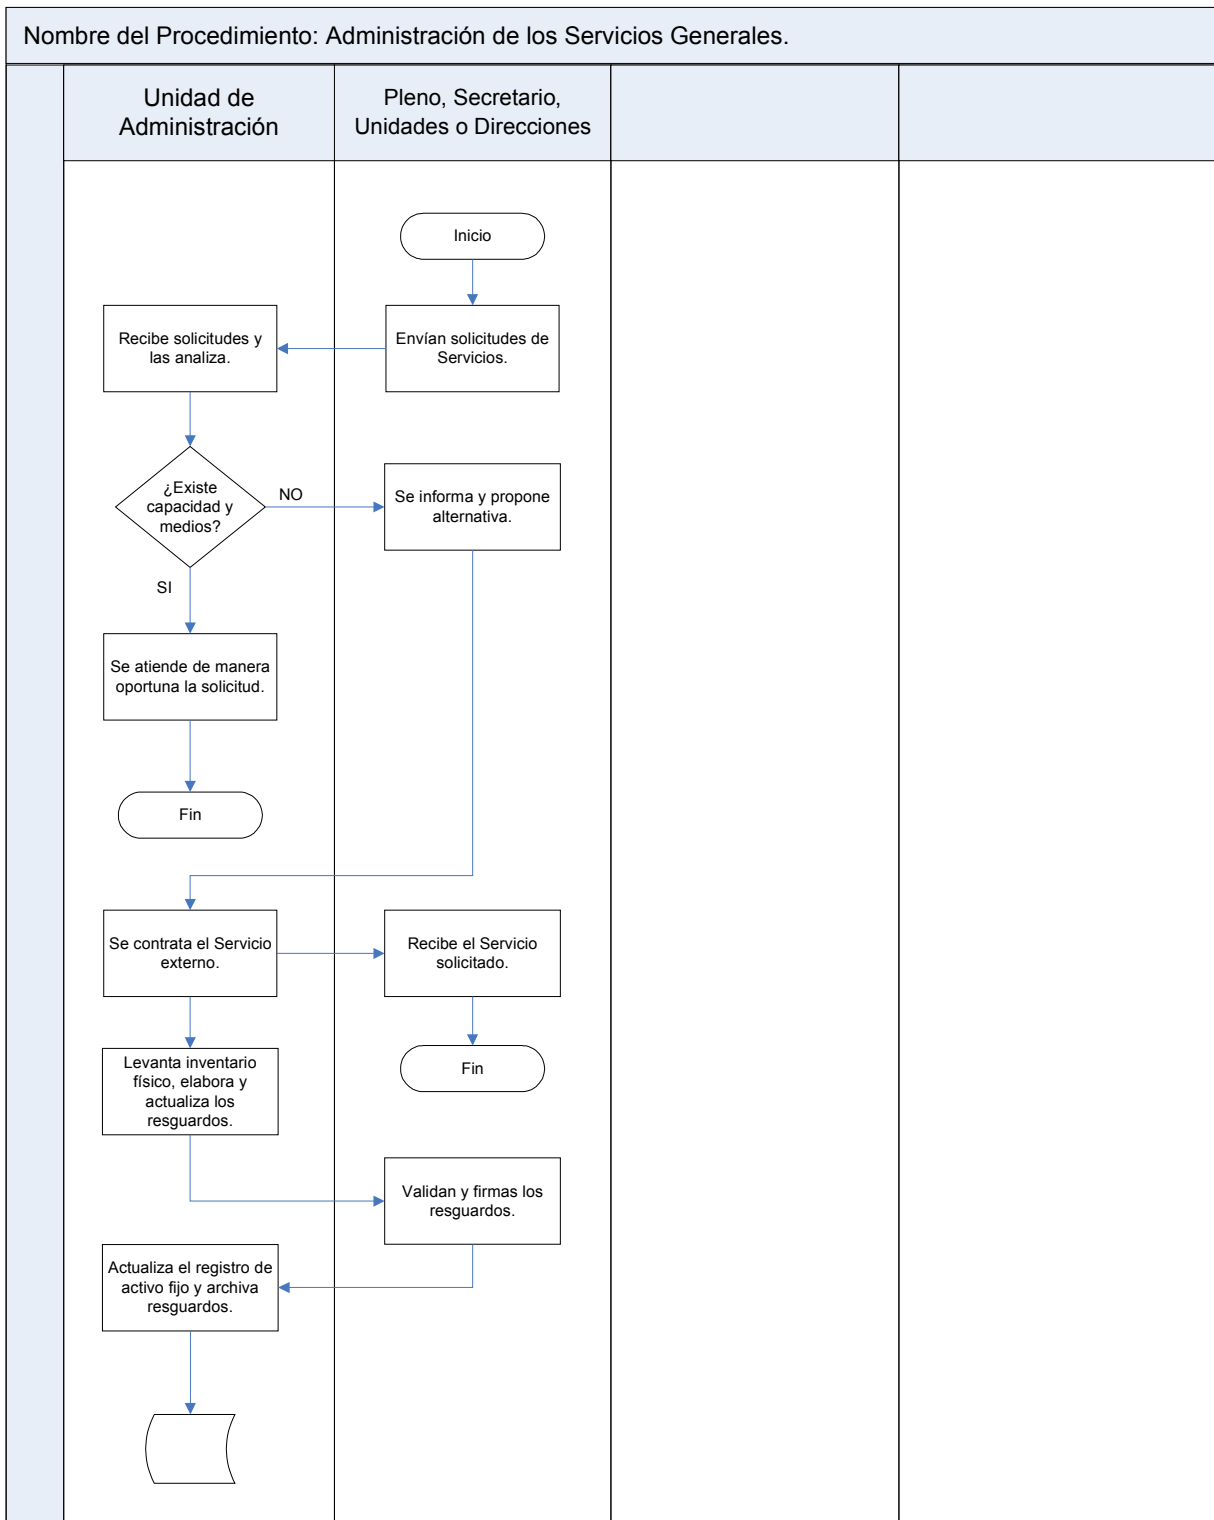 Nombre del Procedimiento: Administración de los Servicios Generales.
Unidad de
Administración
Pleno, Secretario,
Unidades o Direcciones
Inicio
Recibe solicitudes y
las analiza.
Envían solicitudes de
Servicios.
¿Existe
capacidad y
medios?
NO
Se informa y propone
alternativa.
SI
Se atiende de manera
oportuna la solicitud.
Fin
Se contrata el Servicio
externo.
Recibe el Servicio
solicitado.
Levanta inventario
físico, elabora y
actualiza los
resguardos.
Fin
Validan y firmas los
resguardos.
Actualiza el registro de
activo fijo y archiva
resguardos.